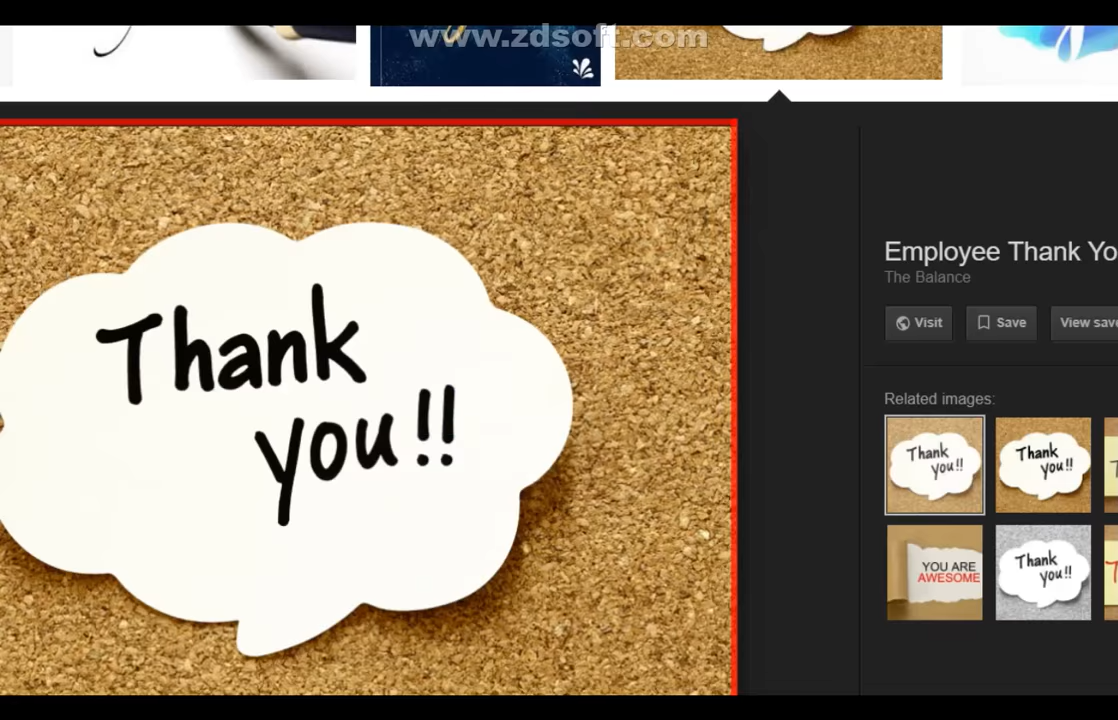 www.zdsoft.com
Thank
you!!
Employee Thank Yo
The Balance
Visit
Save
View save
Related images:
Thank
you!!
Thank
you!!
YOU ARE
AWESOME
Thank
you!!